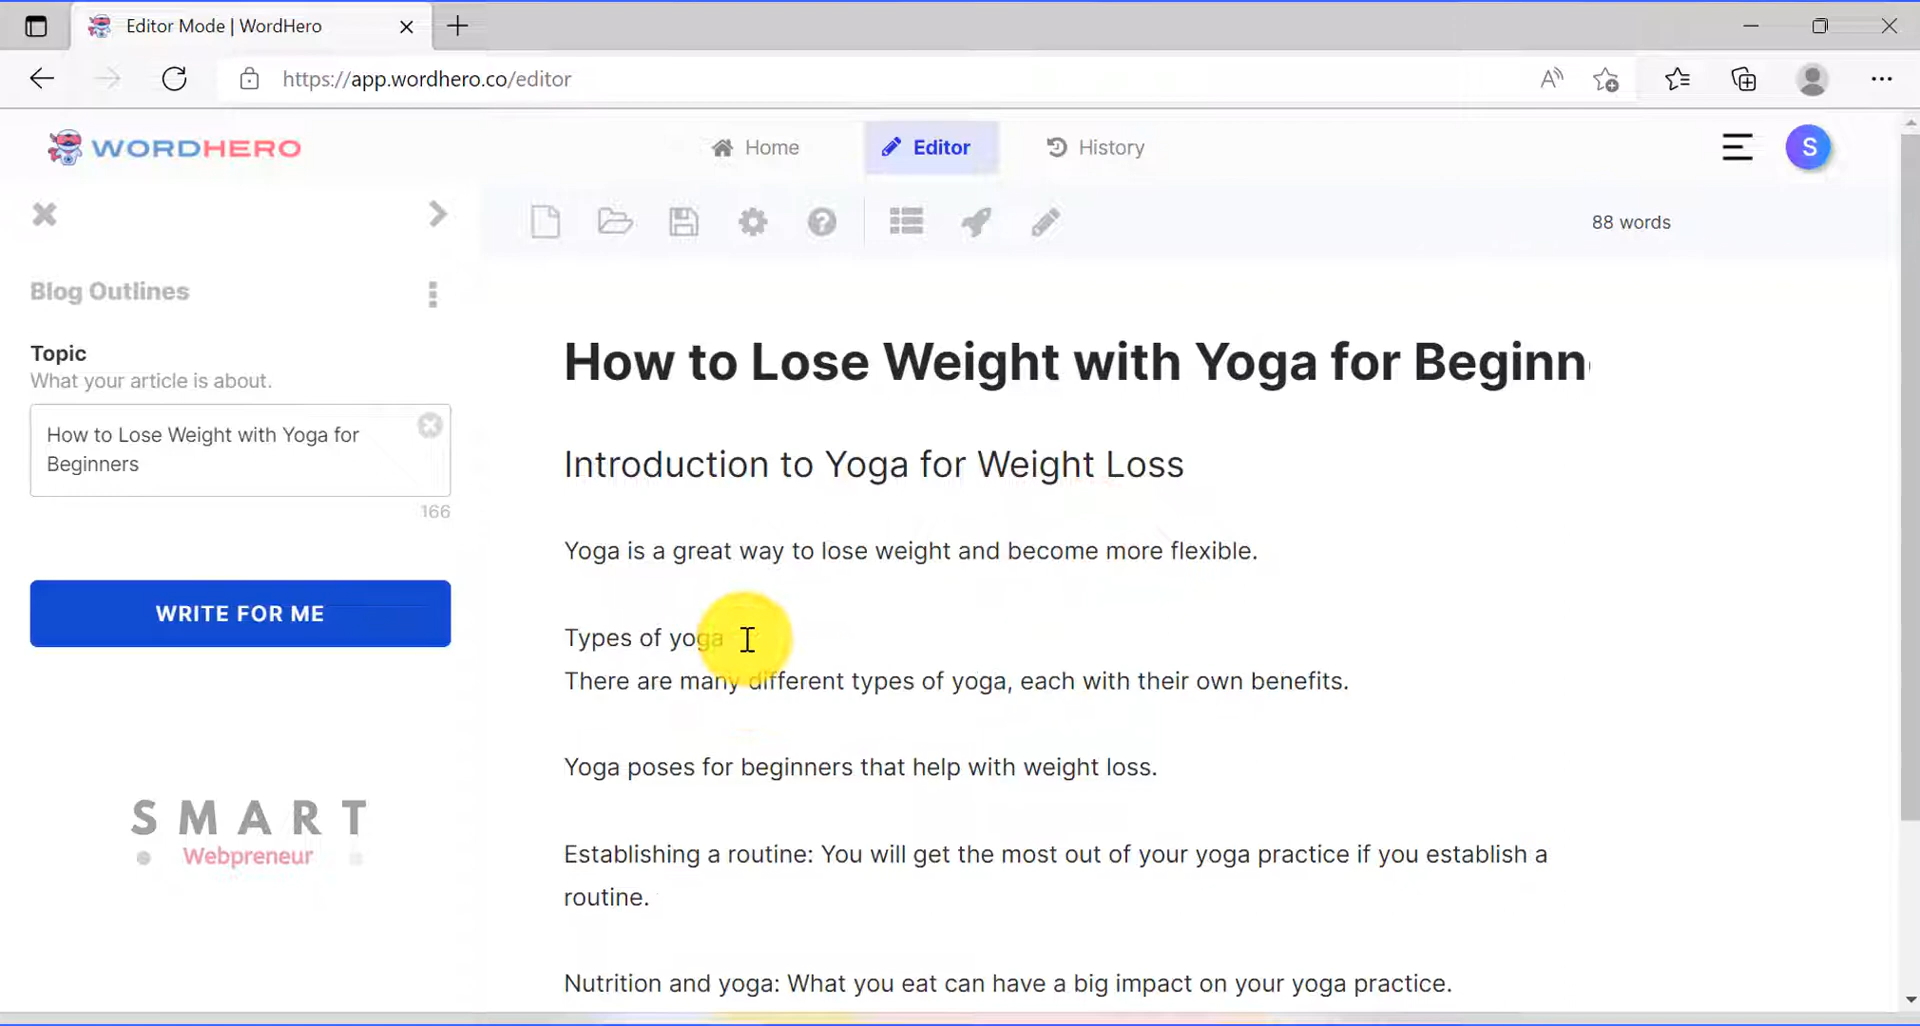 Editor Mode | WordHero
https://app.wordhero.co/editor
WORDHERO
Home
Editor
History
S
88 words
Blog Outlines
Topic
What your article is about.
How to Lose Weight with Yoga for
Beginners
166
WRITE FOR ME
SMART
Webpreneur
How to Lose Weight with Yoga for Beginn
Introduction to Yoga for Weight Loss
Yoga is a great way to lose weight and become more flexible.
Types of yoga
There are many different types of yoga, each with their own benefits.
Yoga poses for beginners that help with weight loss.
Establishing a routine: You will get the most out of your yoga practice if you establish a
routine.
Nutrition and yoga: What you eat can have a big impact on your yoga practice.